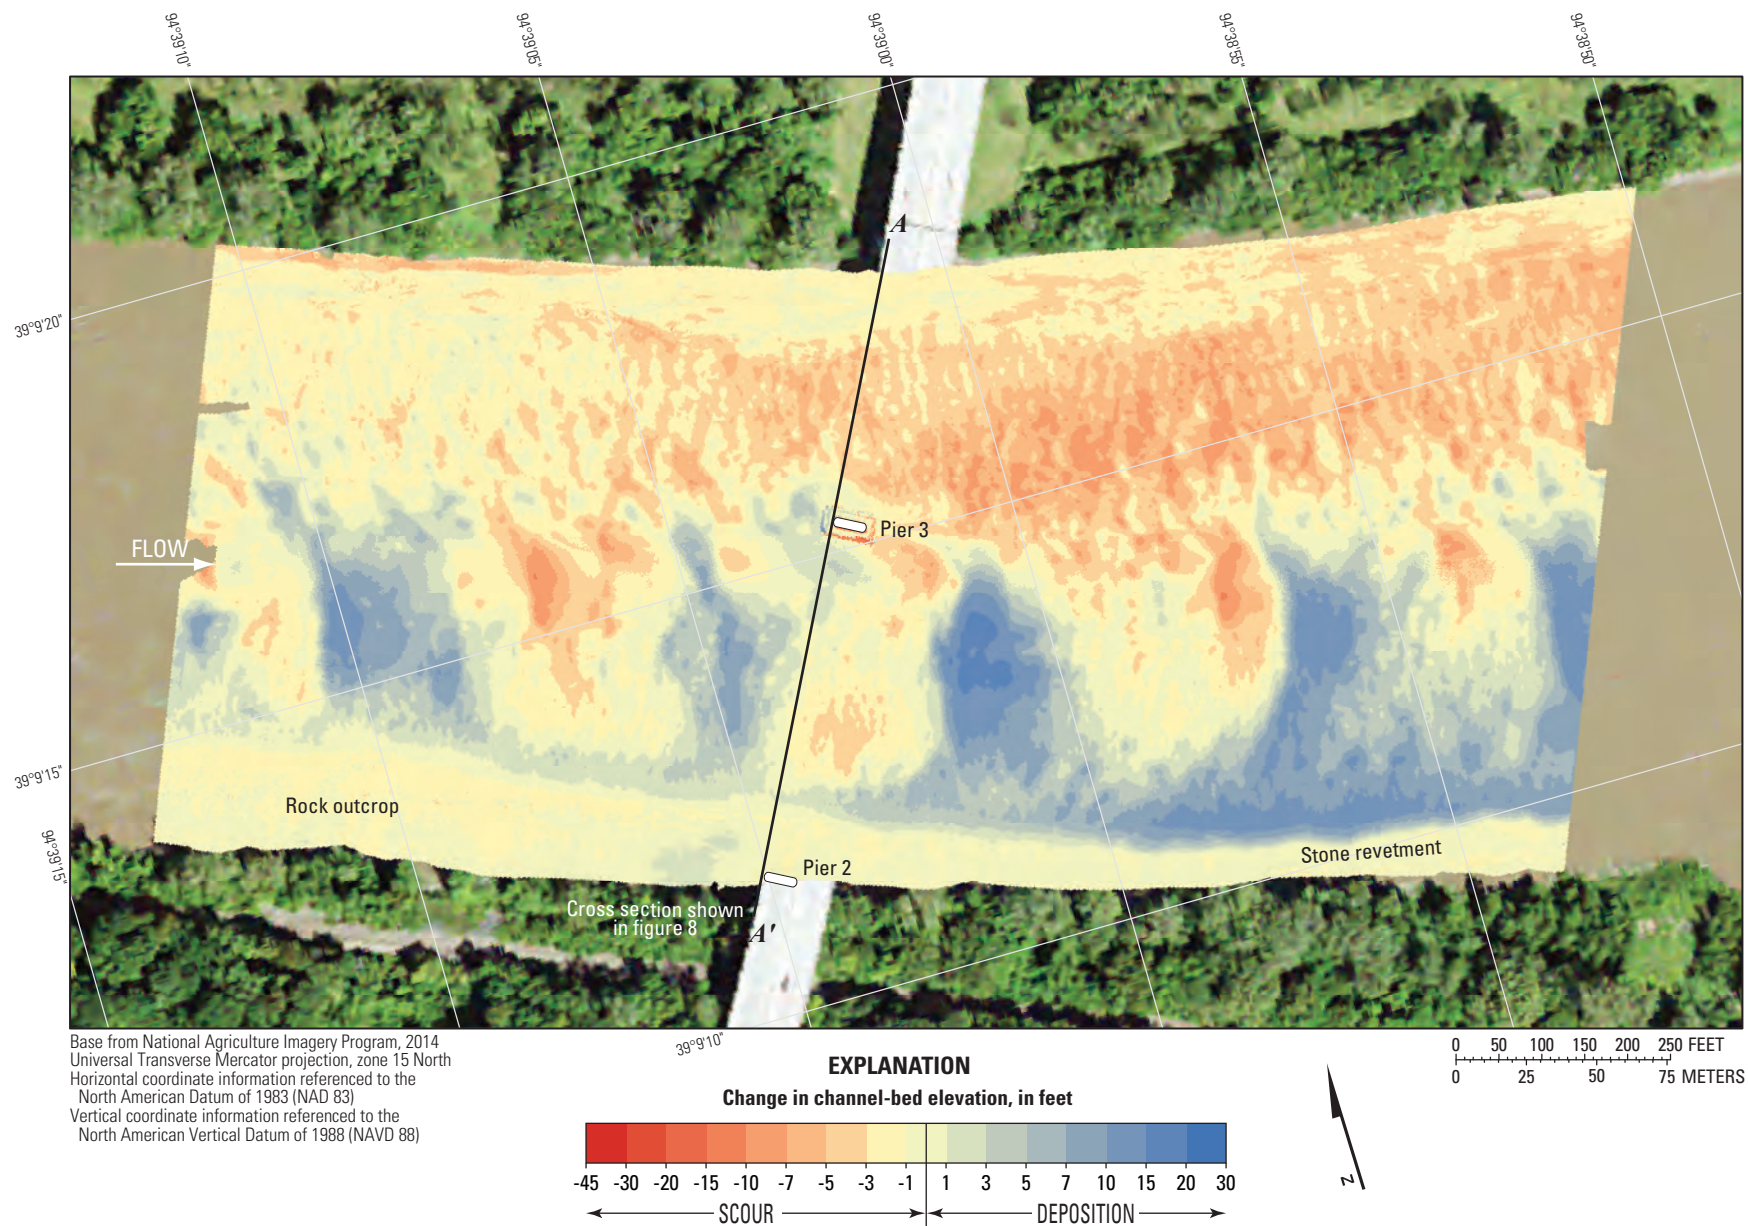 94°39'10"
94°39'05"
94°39'00"
94°38'55"
94°38'50"
A
39°9'20"
Pier 3
FLOW
39°9'15"
Rock outcrop
94°39'15"
Stone revetment
Pier 2
Cross section shown
in figure 8
A'
39°9'10"
Base from National Agriculture Imagery Program, 2014
Universal Transverse Mercator projection, zone 15 North
Horizontal coordinate information referenced to the
North American Datum of 1983 (NAD 83)
Vertical coordinate information referenced to the
North American Vertical Datum of 1988 (NAVD 88)
0 50 100 150 200 250 FEET
0 25 50 75 METERS
N
EXPLANATION
Change in channel-bed elevation, in feet
-45 -30 -20 -15 -10 -7 -5 -3 -1 1 3 5 7 10 15 20 30
SCOUR DEPOSITION